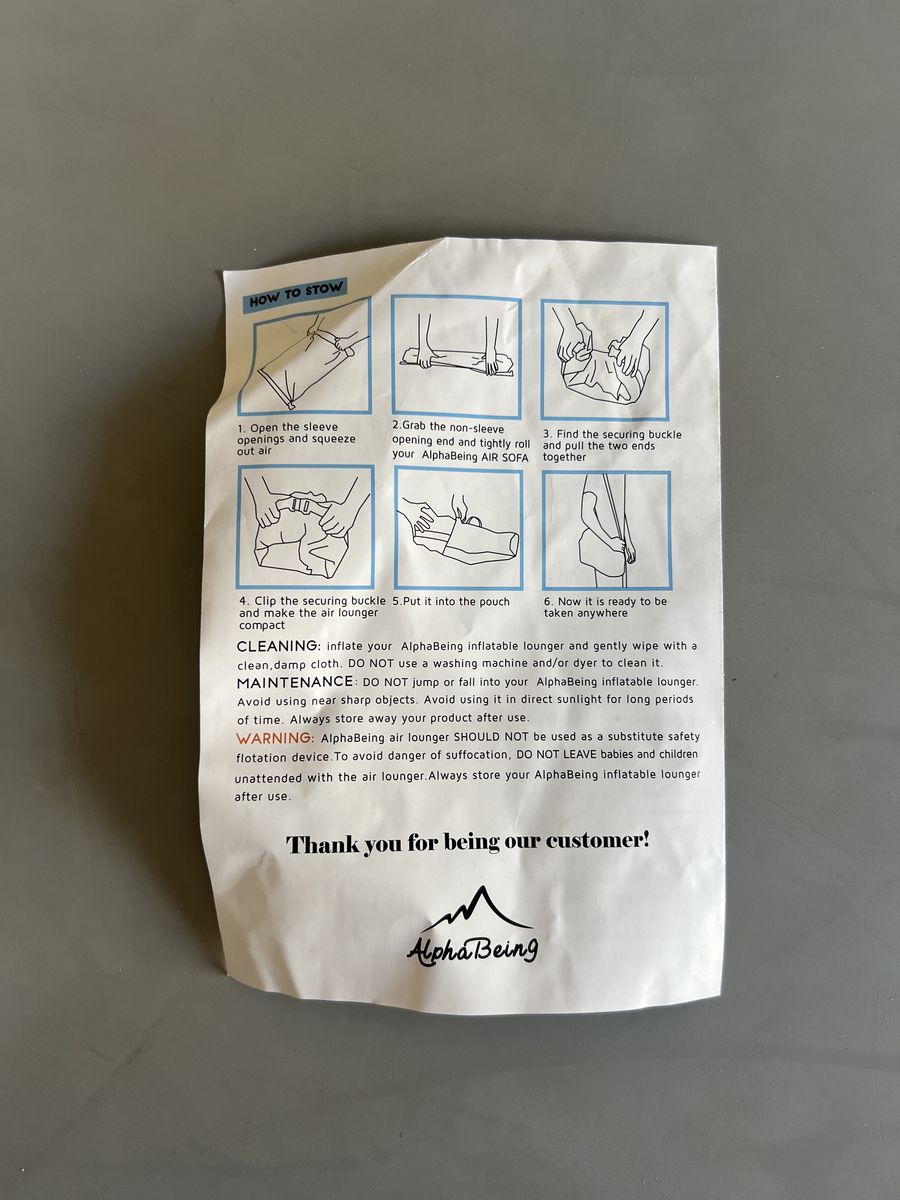 HOW TO STOW
1. Open the sleeve
openings and squeeze
out air
2.Grab the non-sleeve
opening end and tightly roll
your AlphaBeing AIR SOFA
3. Find the securing buckle
and pull the two ends
together
4. Clip the securing buckle
and make the air lounger
compact
5.Put it into the pouch
6. Now it is ready to be
taken anywhere
CLEANING: inflate your AlphaBeing inflatable lounger and gently wipe with a
clean,damp cloth. DO NOT use a washing machine and/or dyer to clean it.
MAINTENANCE: DO NOT jump or fall into your AlphaBeing inflatable lounger.
Avoid using near sharp objects. Avoid using it in direct sunlight for long periods
of time. Always store away your product after use.
WARNING: AlphaBeing air lounger SHOULD NOT be used as a substitute safety
flotation device.To avoid danger of suffocation, DO NOT LEAVE babies and children
unattended with the air lounger.Always store your AlphaBeing inflatable lounger
after use.
Thank you for being our customer!
AlphaBeing